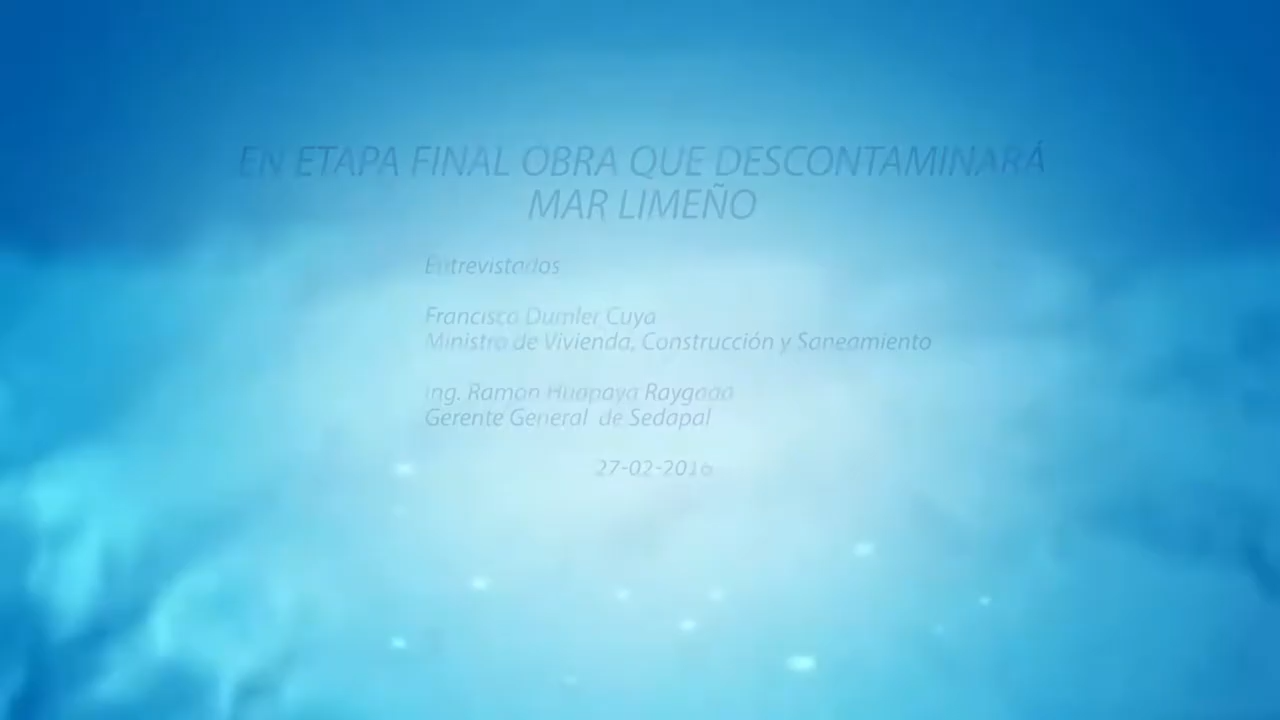 EN ETAPA FINAL OBRA QUE DESCONTAMINARÁ
MAR LIMEÑO
Entrevistados
Francisco Dumler Cuya
Ministro de Vivienda, Construcción y Saneamiento
Ing. Ramon Huapaya Raygada
Gerente General de Sedapal
27-02-2016